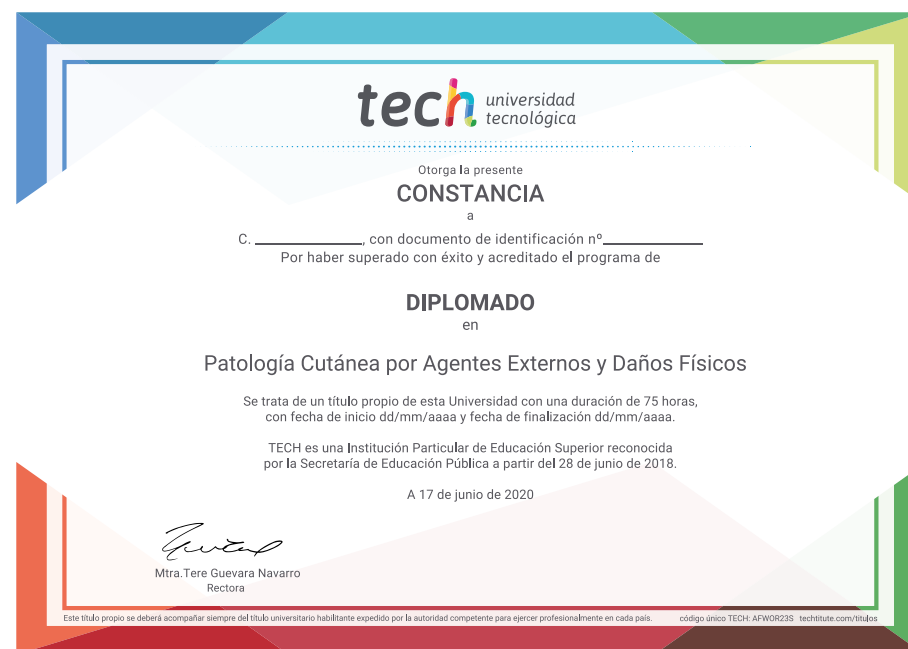 tech universidad
tecnológica
Otorga la presente
CONSTANCIA
a
C. ____________, con documento de identificación nº___________
Por haber superado con éxito y acreditado el programa de
DIPLOMADO
en
Patología Cutánea por Agentes Externos y Daños Físicos
Se trata de un título propio de esta Universidad con una duración de 75 horas,
con fecha de inicio dd/mm/aaaa y fecha de finalización dd/mm/aaaa.
TECH es una Institución Particular de Educación Superior reconocida
por la Secretaría de Educación Pública a partir del 28 de junio de 2018.
A 17 de junio de 2020
Mtra.Tere Guevara Navarro
Rectora
Este título propio se deberá acompañar siempre del título universitario habilitante expedido por la autoridad competente para ejercer profesionalmente en cada país. código único TECH: AFWOR23S techtitute.com/titulos